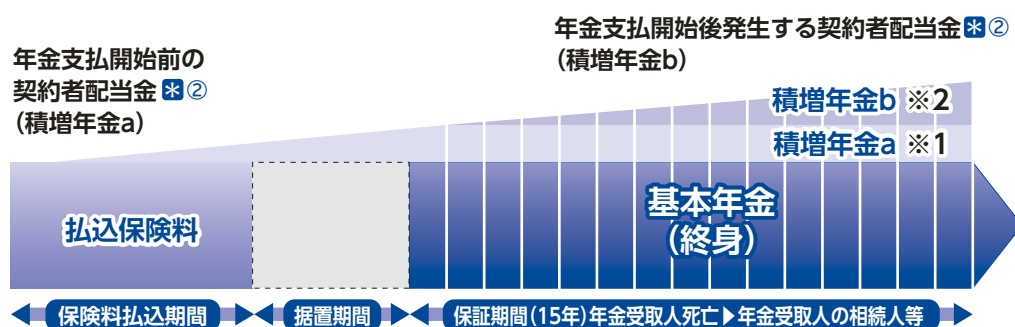 年金支払開始前の
契約者配当金*②
(積増年金a)
年金支払開始後発生する契約者配当金*②
(積増年金b)
積増年金b ※2
積増年金a ※1
払込保険料
基本年金
(終身)
保険料払込期間
据置期間
保証期間(15年)年金受取人死亡▶年金受取人の相続人等